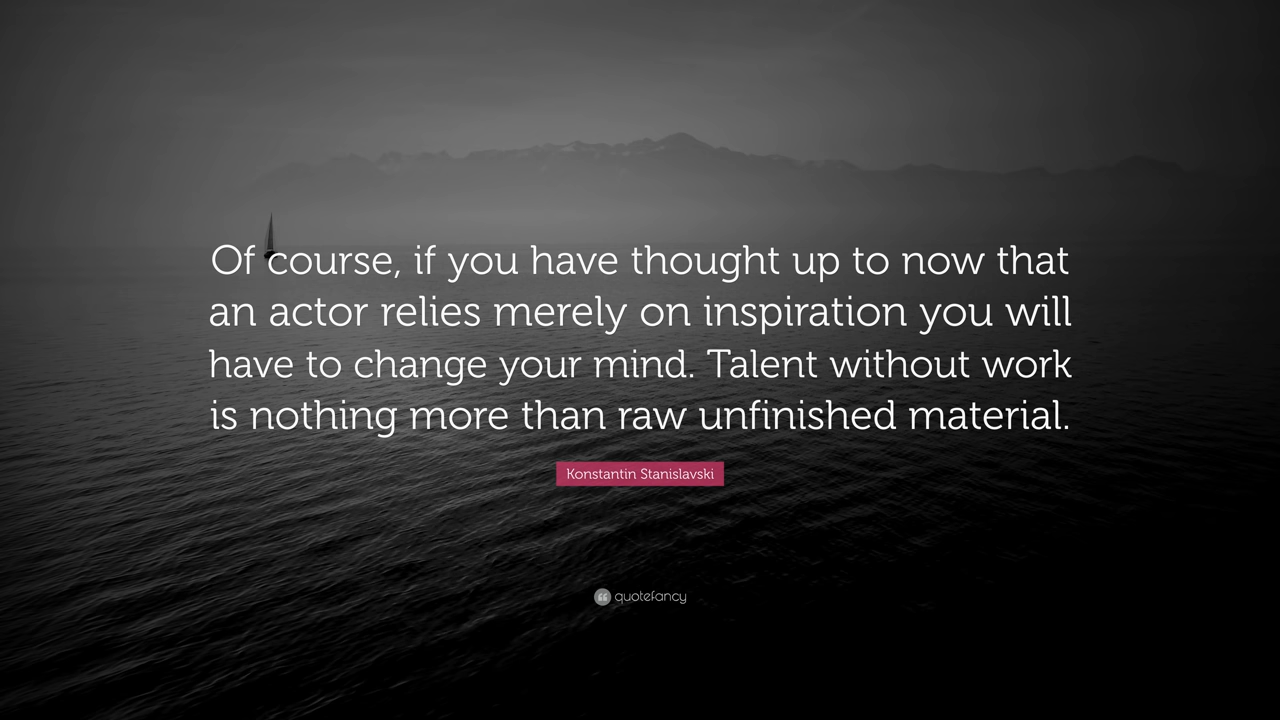 Of course, if you have thought up to now that
an actor relies merely on inspiration you will
have to change your mind. Talent without work
is nothing more than raw unfinished material.
Konstantin Stanislavski
quotefancy